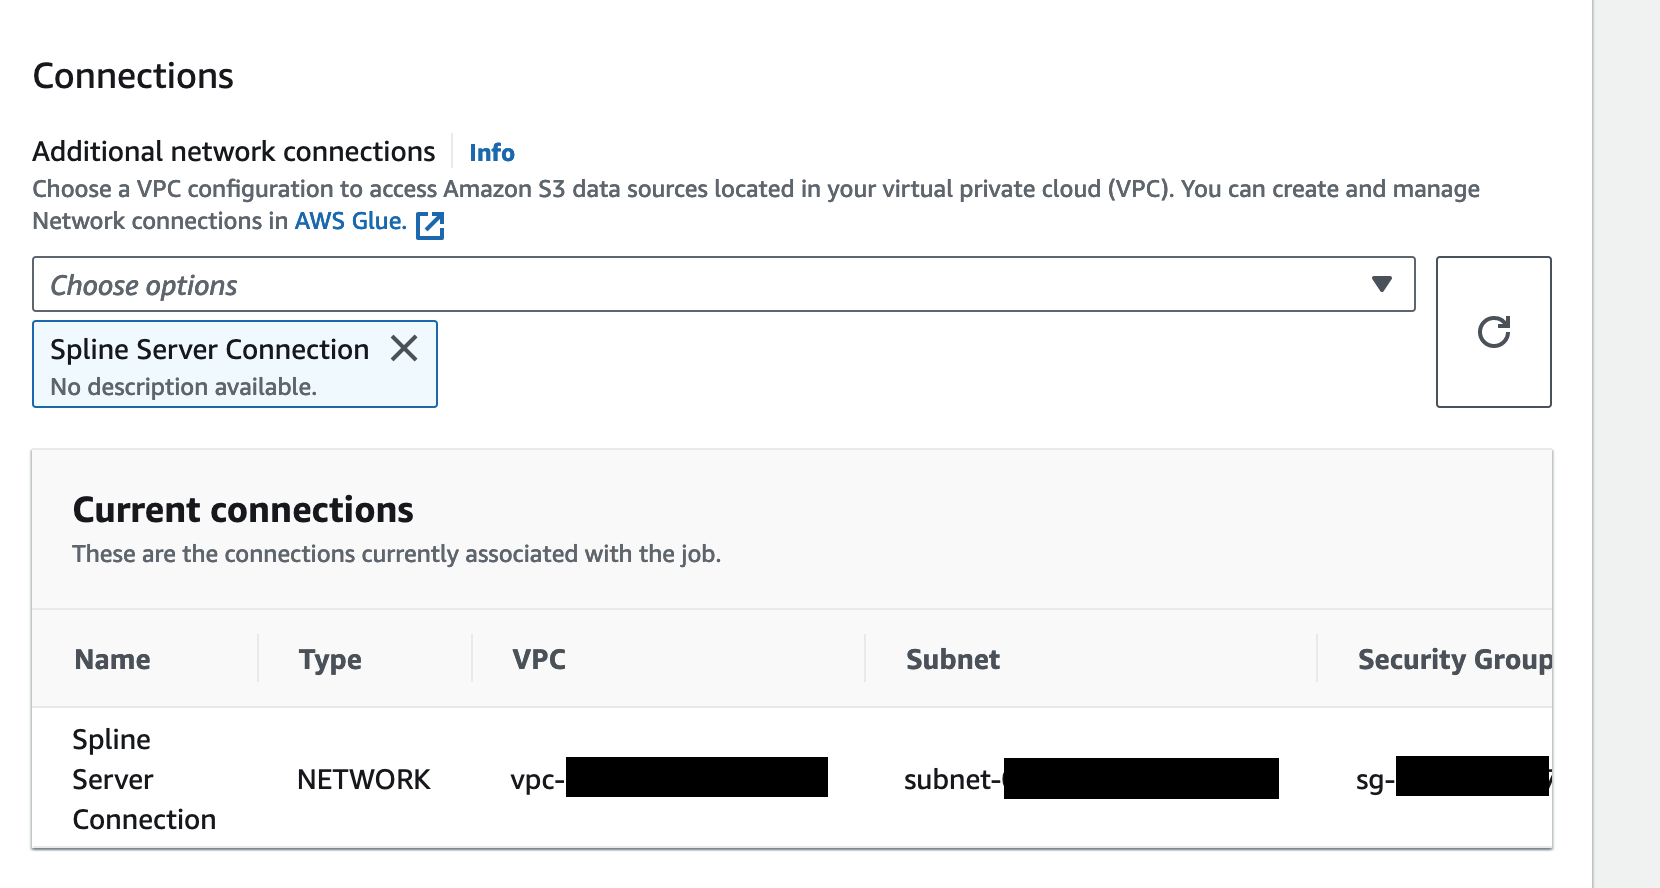 Connections
Additional network connections
Info
Choose a VPC configuration to access Amazon S3 data sources located in your virtual private cloud (VPC). You can create and manage
Network connections in AWS Glue.
Choose options
Spline Server Connection
No description available.
Current connections
These are the connections currently associated with the job.
Name Type VPC Subnet Security Group
Spline
Server
Connection
NETWORK
vpc-
subnet-
sg-